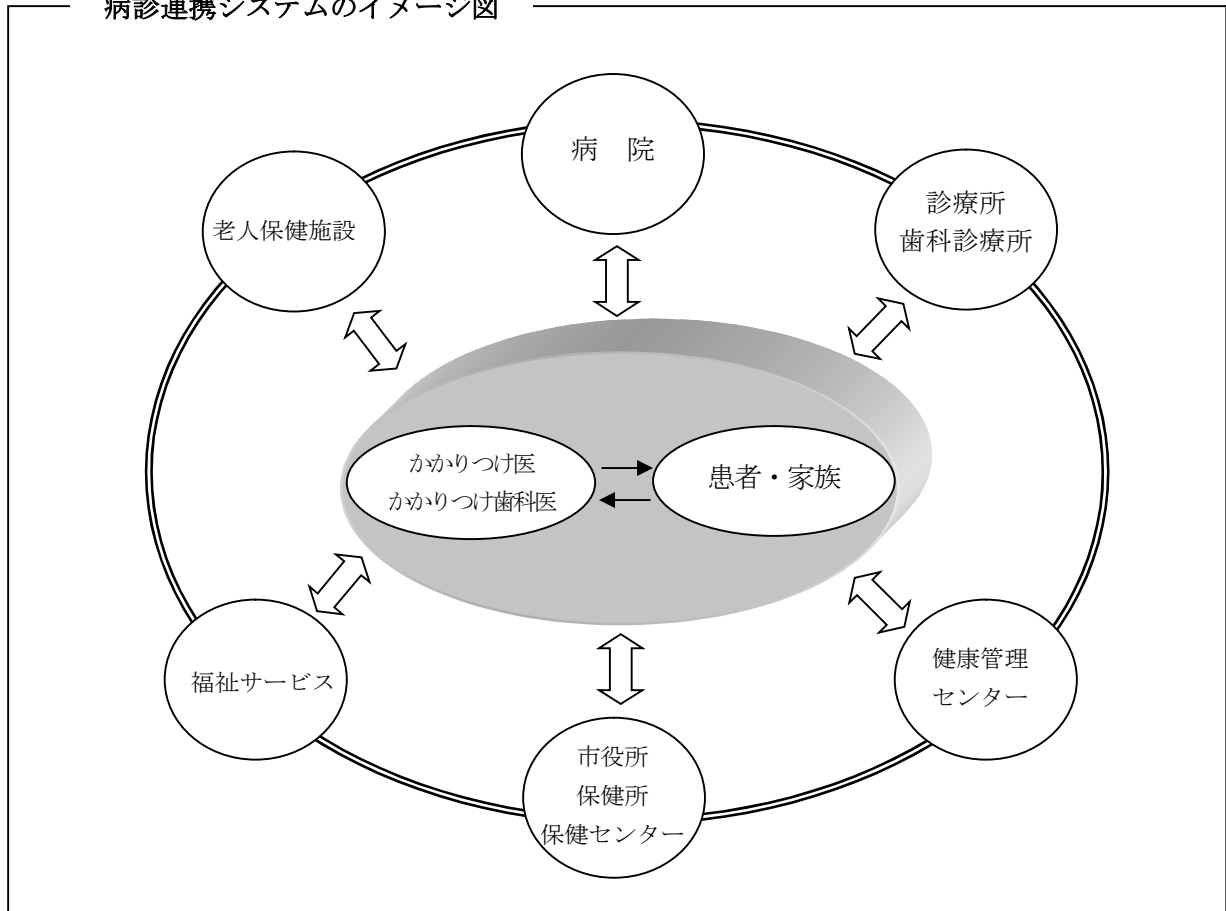 病診連携システムのイメージ図
病　院
診療所
歯科診療所
老人保健施設
かかりつけ医
かかりつけ歯科医
患者・家族
福祉サービス
健康管理
センター
市役所
保健所
保健センター